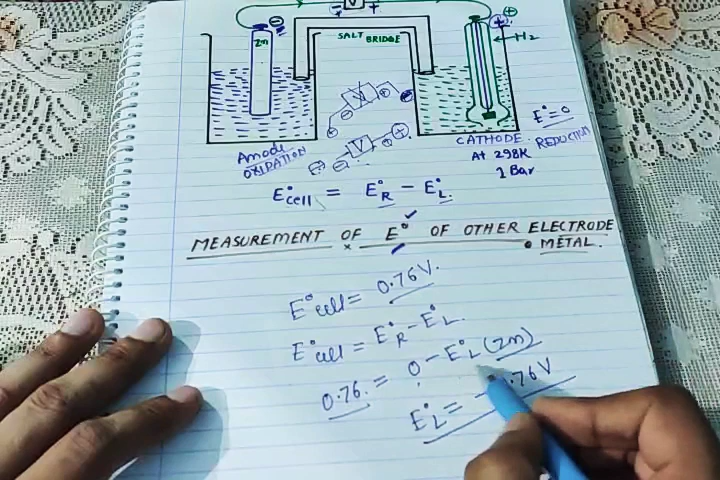 V
Zn
SALT BRIDGE
H2
V
V
E° = 0
Anode
OXIDATION
CATHODE REDUCTION
At 298K
1 Bar
E°cell = E°R - E°L
MEASUREMENT OF E° OF OTHER ELECTRODE
METAL.
E°cell = 0.76V.
E°cell = E°R - E°L.
0.76. = 0 - E°L (Zn)
E°L = .76V